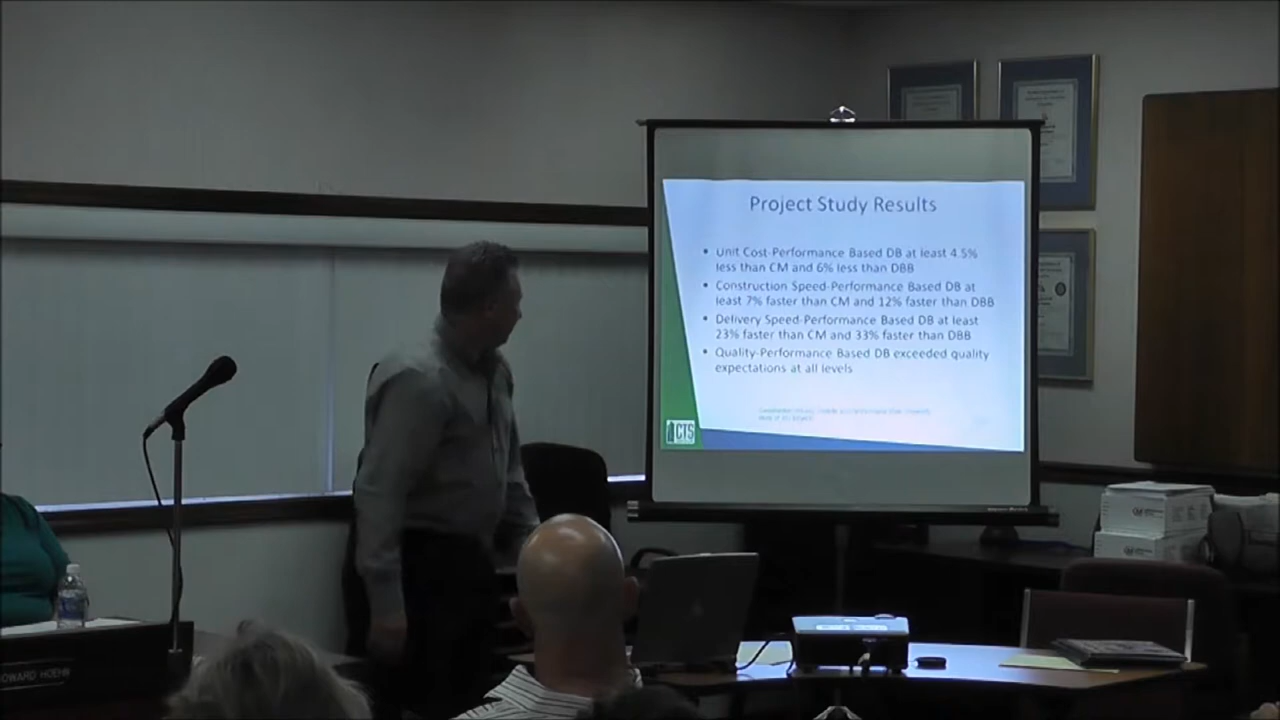 Project Study Results
• Unit Cost-Performance Based DB at least 4.5%
less than CM and 6% less than DBB
• Construction Speed-Performance Based DB at
least 7% faster than CM and 12% faster than DBB
• Delivery Speed-Performance Based DB at least
23% faster than CM and 33% faster than DBB
• Quality-Performance Based DB exceeded quality
expectations at all levels
CTS
OWARD HOEHN